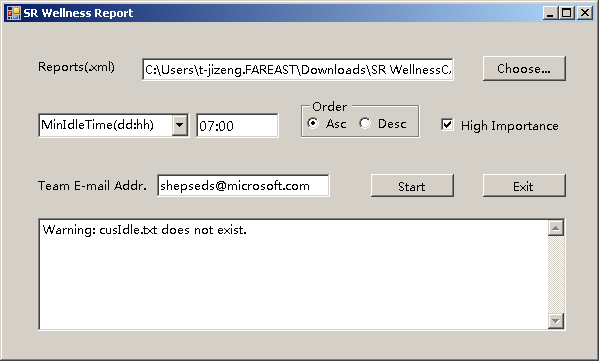 SR Wellness Report
Reports(.xml) C:\Users\t-jizeng.FAREAST\Downloads\SR WellnessC Choose...
Order
MinIdleTime(dd:hh) 07:00 Asc Desc High Importance
Team E-mail Addr. shepseds@microsoft.com Start Exit
Warning: cusIdle.txt does not exist.